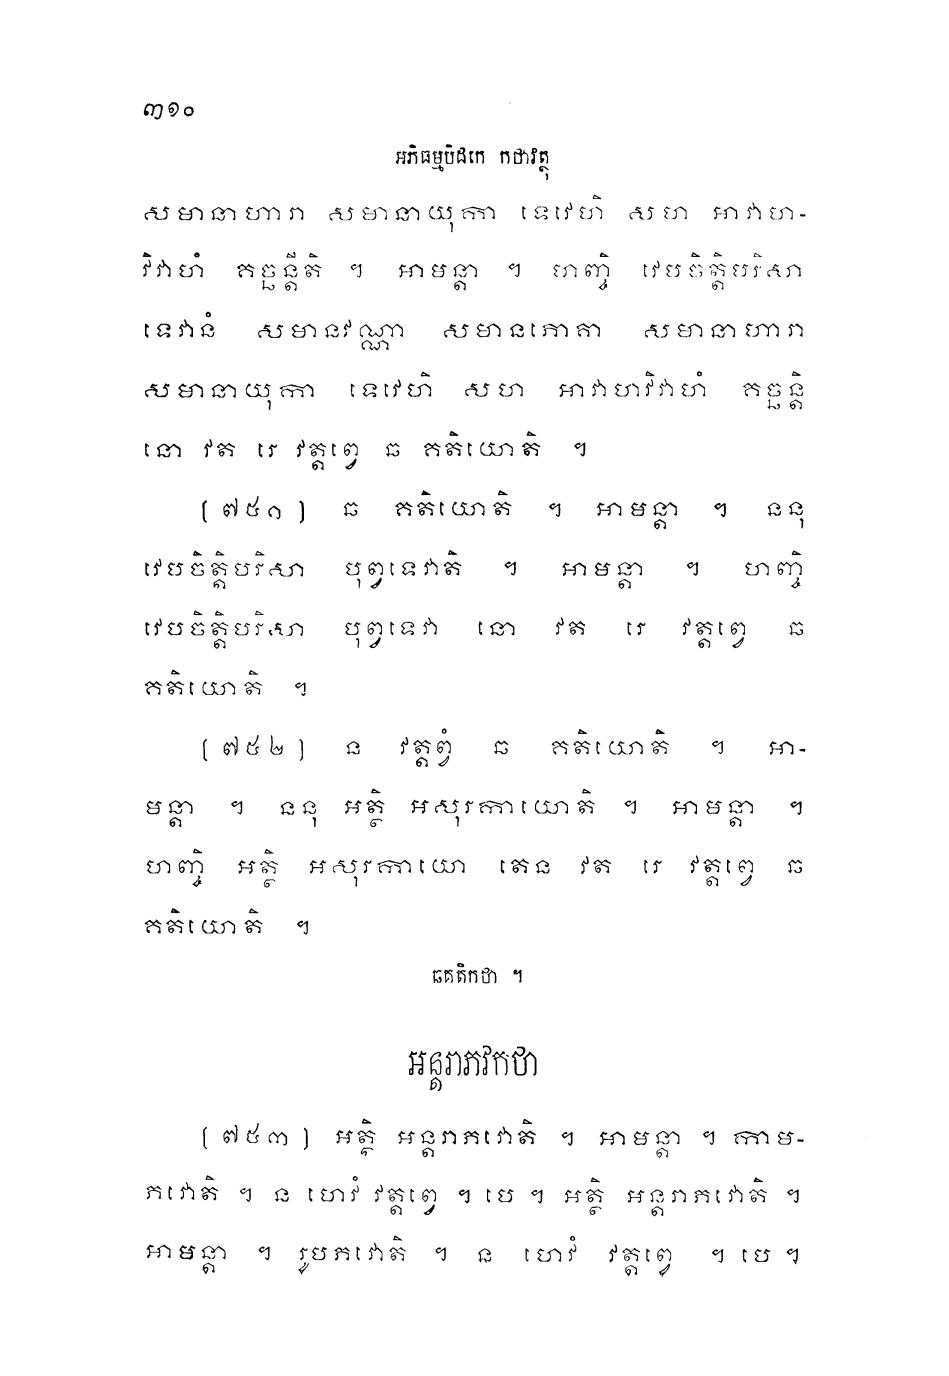 ៣១០
អភិធម្មបិដកេ កថាវត្ថុ
សមានាហារា សមានាយុកា ទេវេហិ សហ អាវាហ-
វិវាហំ គច្ឆន្តីតិ ។ អាមន្តា ។ ហញ្ចិ វេបចិត្តិបរិសា
ទេវានំ សមានវណ្ណា សមានភោគា សមានាហារា
សមានាយុកា ទេវេហិ សហ អាវាហវិវាហំ គច្ឆន្តិ
នោ វត រេ វត្តព្វេ ឆ គតិយោតិ ។
(៧៥១) ឆ គតិយោតិ ។ អាមន្តា ។ ននុ
វេបចិត្តិបរិសា បុព្វទេវាតិ ។ អាមន្តា ។ ហញ្ចិ
វេបចិត្តិបរិសា បុព្វទេវា នោ វត រេ វត្តព្វេ ឆ
គតិយោតិ ។
(៧៥២) ន វត្តព្វំ ឆ គតិយោតិ ។ អា-
មន្តា ។ ននុ អត្ថិ អសុរកាយោតិ ។ អាមន្តា ។
ហញ្ចិ អត្ថិ អសុរកាយោ តេន វត រេ វត្តព្វេ ឆ
គតិយោតិ ។
ឆគតិកថា ។
អន្តរាភវកថា
(៧៥៣) អត្ថិ អន្តរាភវោតិ ។ អាមន្តា ។ កាម-
ភវោតិ ។ ន ហេវំ វត្តព្វេ ។ បេ ។ អត្ថិ អន្តរាភវោតិ ។
អាមន្តា ។ រូបភវោតិ ។ ន ហេវំ វត្តព្វេ ។ បេ ។